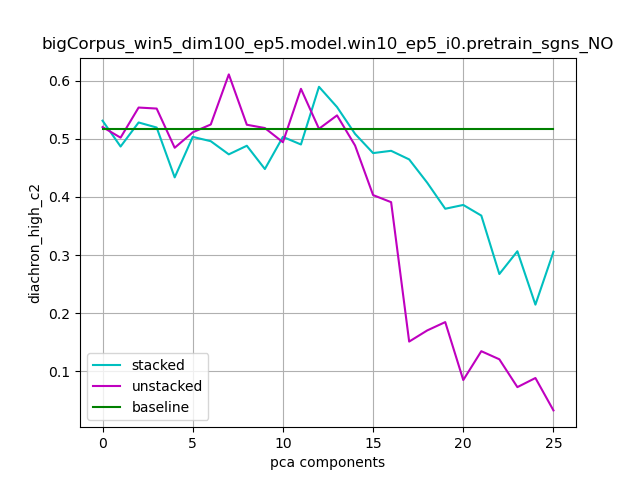 bigCorpus_win5_dim100_ep5.model.win10_ep5_i0.pretrain_sgns_NO
0.6
0.5
0.4
0.3
0.2
0.1
diachron_high_c2
stacked
unstacked
baseline
0 5 10 15 20 25
pca components